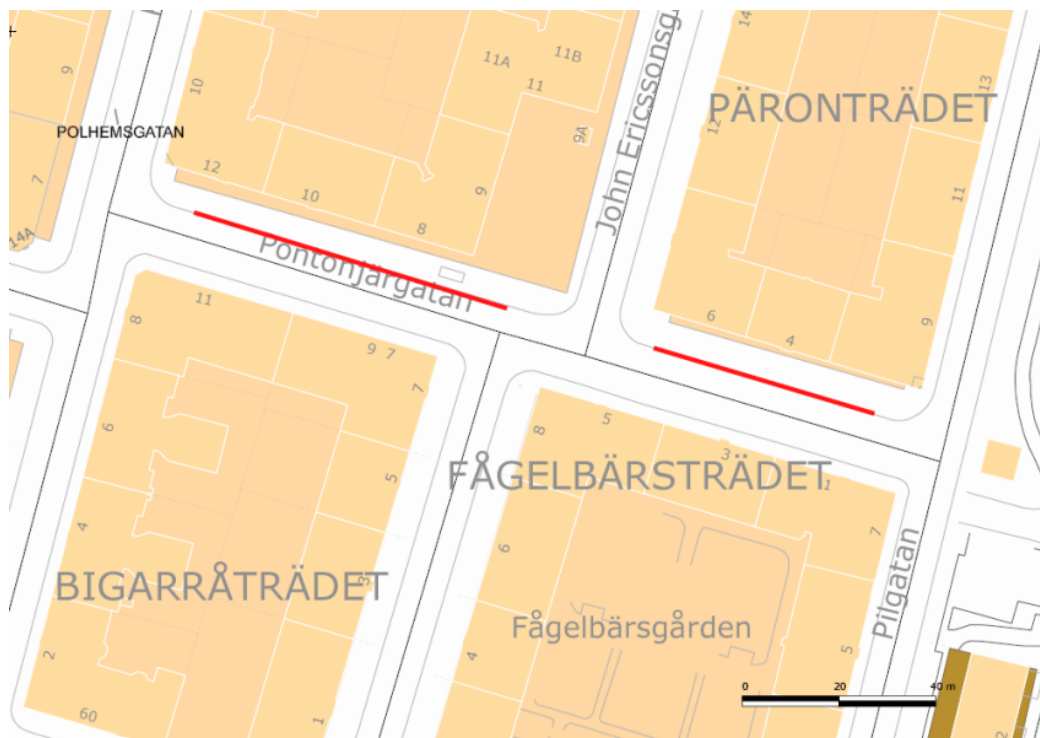 14
11A
11B
11
9
10
13
PÄRONTRÄDET
John Ericssonsg
POLHEMSGATAN
12
9A
12
7
10
9
8
11
14A
Pontonjärgatan
6
4
9
11
8
9 7
7
5
8
3
1
6
FÅGELBÄRSTRÄDET
5
7
4
6
BIGARRÅTRÄDET
3
Fågelbärsgården
Pilgatan
2
4
5
0 20 40 m
60
1
2